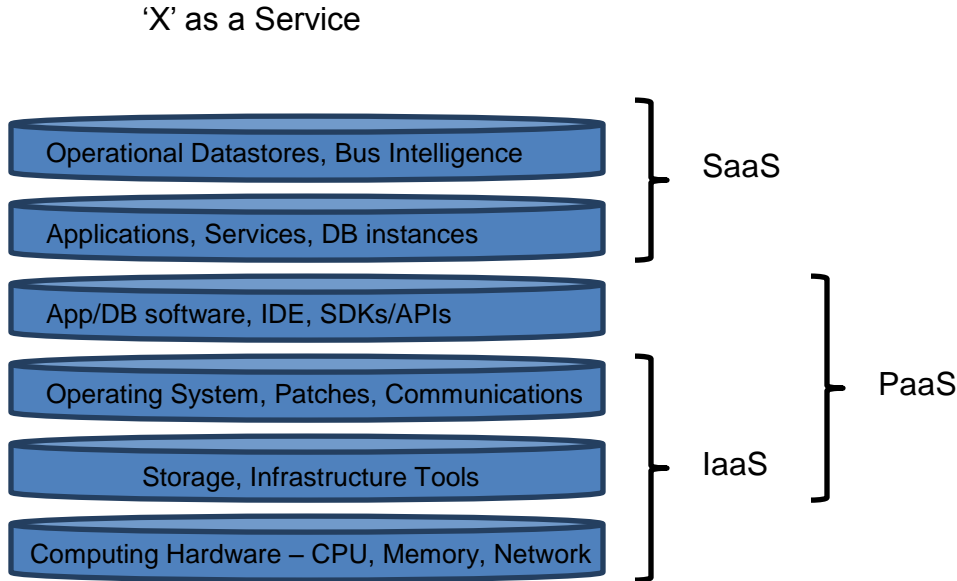 ‘X’ as a Service
Operational Datastores, Bus Intelligence
SaaS
Applications, Services, DB instances
App/DB software, IDE, SDKs/APIs
Operating System, Patches, Communications
PaaS
Storage, Infrastructure Tools
IaaS
Computing Hardware – CPU, Memory, Network